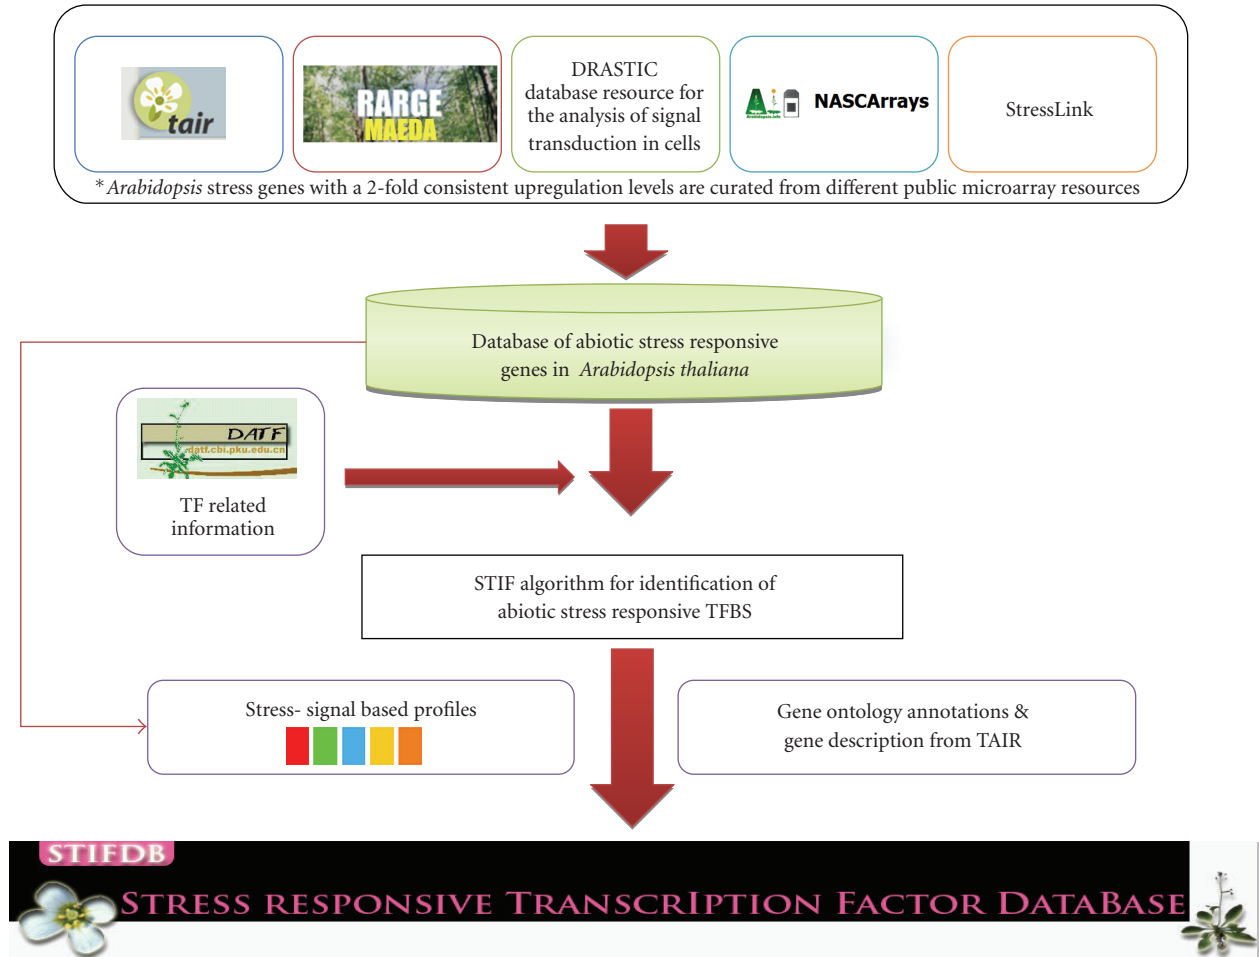 tair
RARGE
MAEDA
DRASTIC
database resource for
the analysis of signal
transduction in cells
Arabidopsis.info
NASCArrays
StressLink
*Arabidopsis stress genes with a 2-fold consistent upregulation levels are curated from different public microarray resources
Database of abiotic stress responsive
genes in Arabidopsis thaliana
DATF
datf.cbi.pku.edu.cn
TF related
information
STIF algorithm for identification of
abiotic stress responsive TFBS
Stress- signal based profiles
Gene ontology annotations &
gene description from TAIR
STIFDB
STRESS RESPONSIVE TRANSCRIPTION FACTOR DATABASE